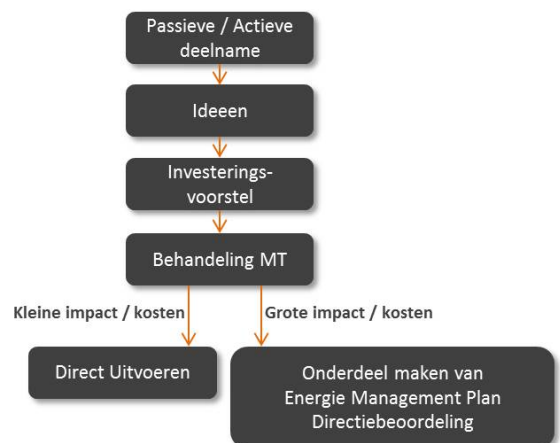 Passieve / Actieve
deelname
Ideeen
Investerings-
voorstel
Behandeling MT
Kleine impact / kosten
Grote impact / kosten
Direct Uitvoeren
Onderdeel maken van
Energie Management Plan
Directiebeoordeling